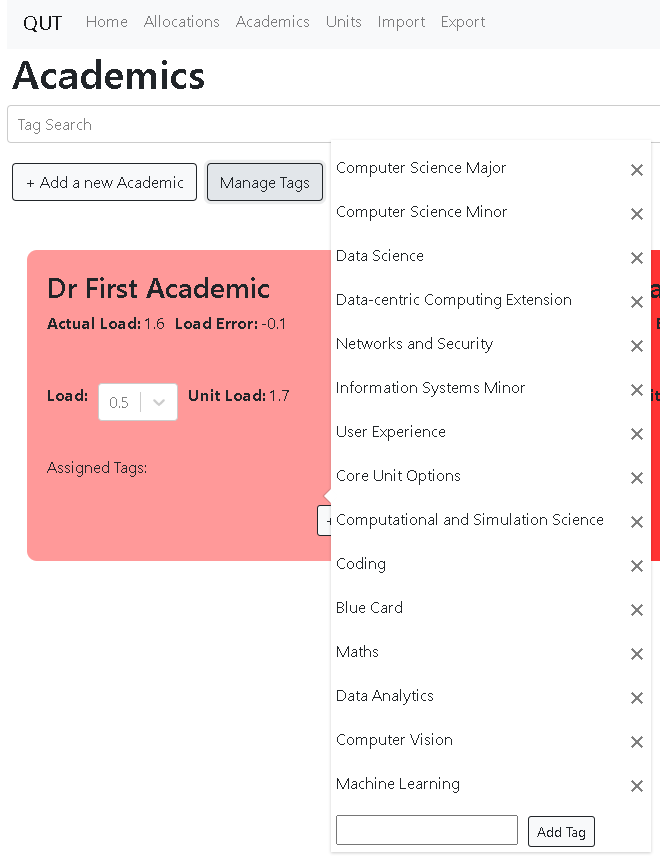 QUT Home Allocations Academics Units Import Export
Academics
Tag Search
+ Add a new Academic Manage Tags
Dr First Academic
Actual Load: 1.6 Load Error: -0.1
Load: 0.5 Unit Load: 1.7
Assigned Tags:
+
Computer Science Major
Computer Science Minor
Data Science
Data-centric Computing Extension
Networks and Security
Information Systems Minor
User Experience
Core Unit Options
Computational and Simulation Science
Coding
Blue Card
Maths
Data Analytics
Computer Vision
Machine Learning
Add Tag